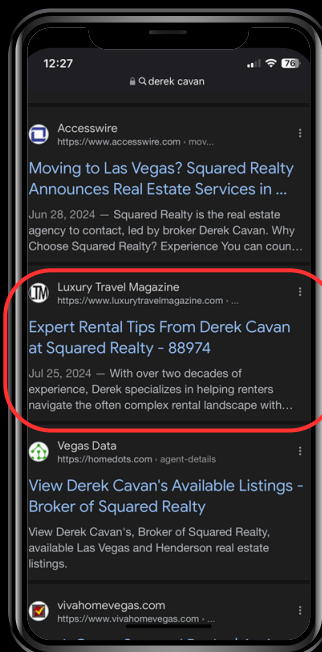 12:27
76
derek cavan
Accesswire
https://www.accesswire.com › mov...
Moving to Las Vegas? Squared Realty
Announces Real Estate Services in ...
Jun 28, 2024 — Squared Realty is the real estate
agency to contact, led by broker Derek Cavan. Why
Choose Squared Realty? Experience You can coun...
LTM
Luxury Travel Magazine
https://www.luxurytravelmagazine.com › ...
Expert Rental Tips From Derek Cavan
at Squared Realty - 88974
Jul 25, 2024 — With over two decades of
experience, Derek specializes in helping renters
navigate the often complex rental landscape with...
Vegas Data
https://homedots.com › agent-details
View Derek Cavan's Available Listings -
Broker of Squared Realty
View Derek Cavan's, Broker of Squared Realty,
available Las Vegas and Henderson real estate
listings.
vivahomevegas.com
https://www.vivahomevegas.com › ...